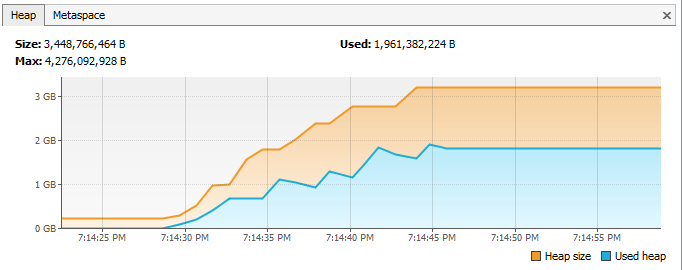 Heap Metaspace
Size: 3,448,766,464 B Used: 1,961,382,224 B
Max: 4,276,092,928 B
3 GB
2 GB
1 GB
0 GB
7:14:25 PM 7:14:30 PM 7:14:35 PM 7:14:40 PM 7:14:45 PM 7:14:50 PM 7:14:55 PM
Heap size Used heap